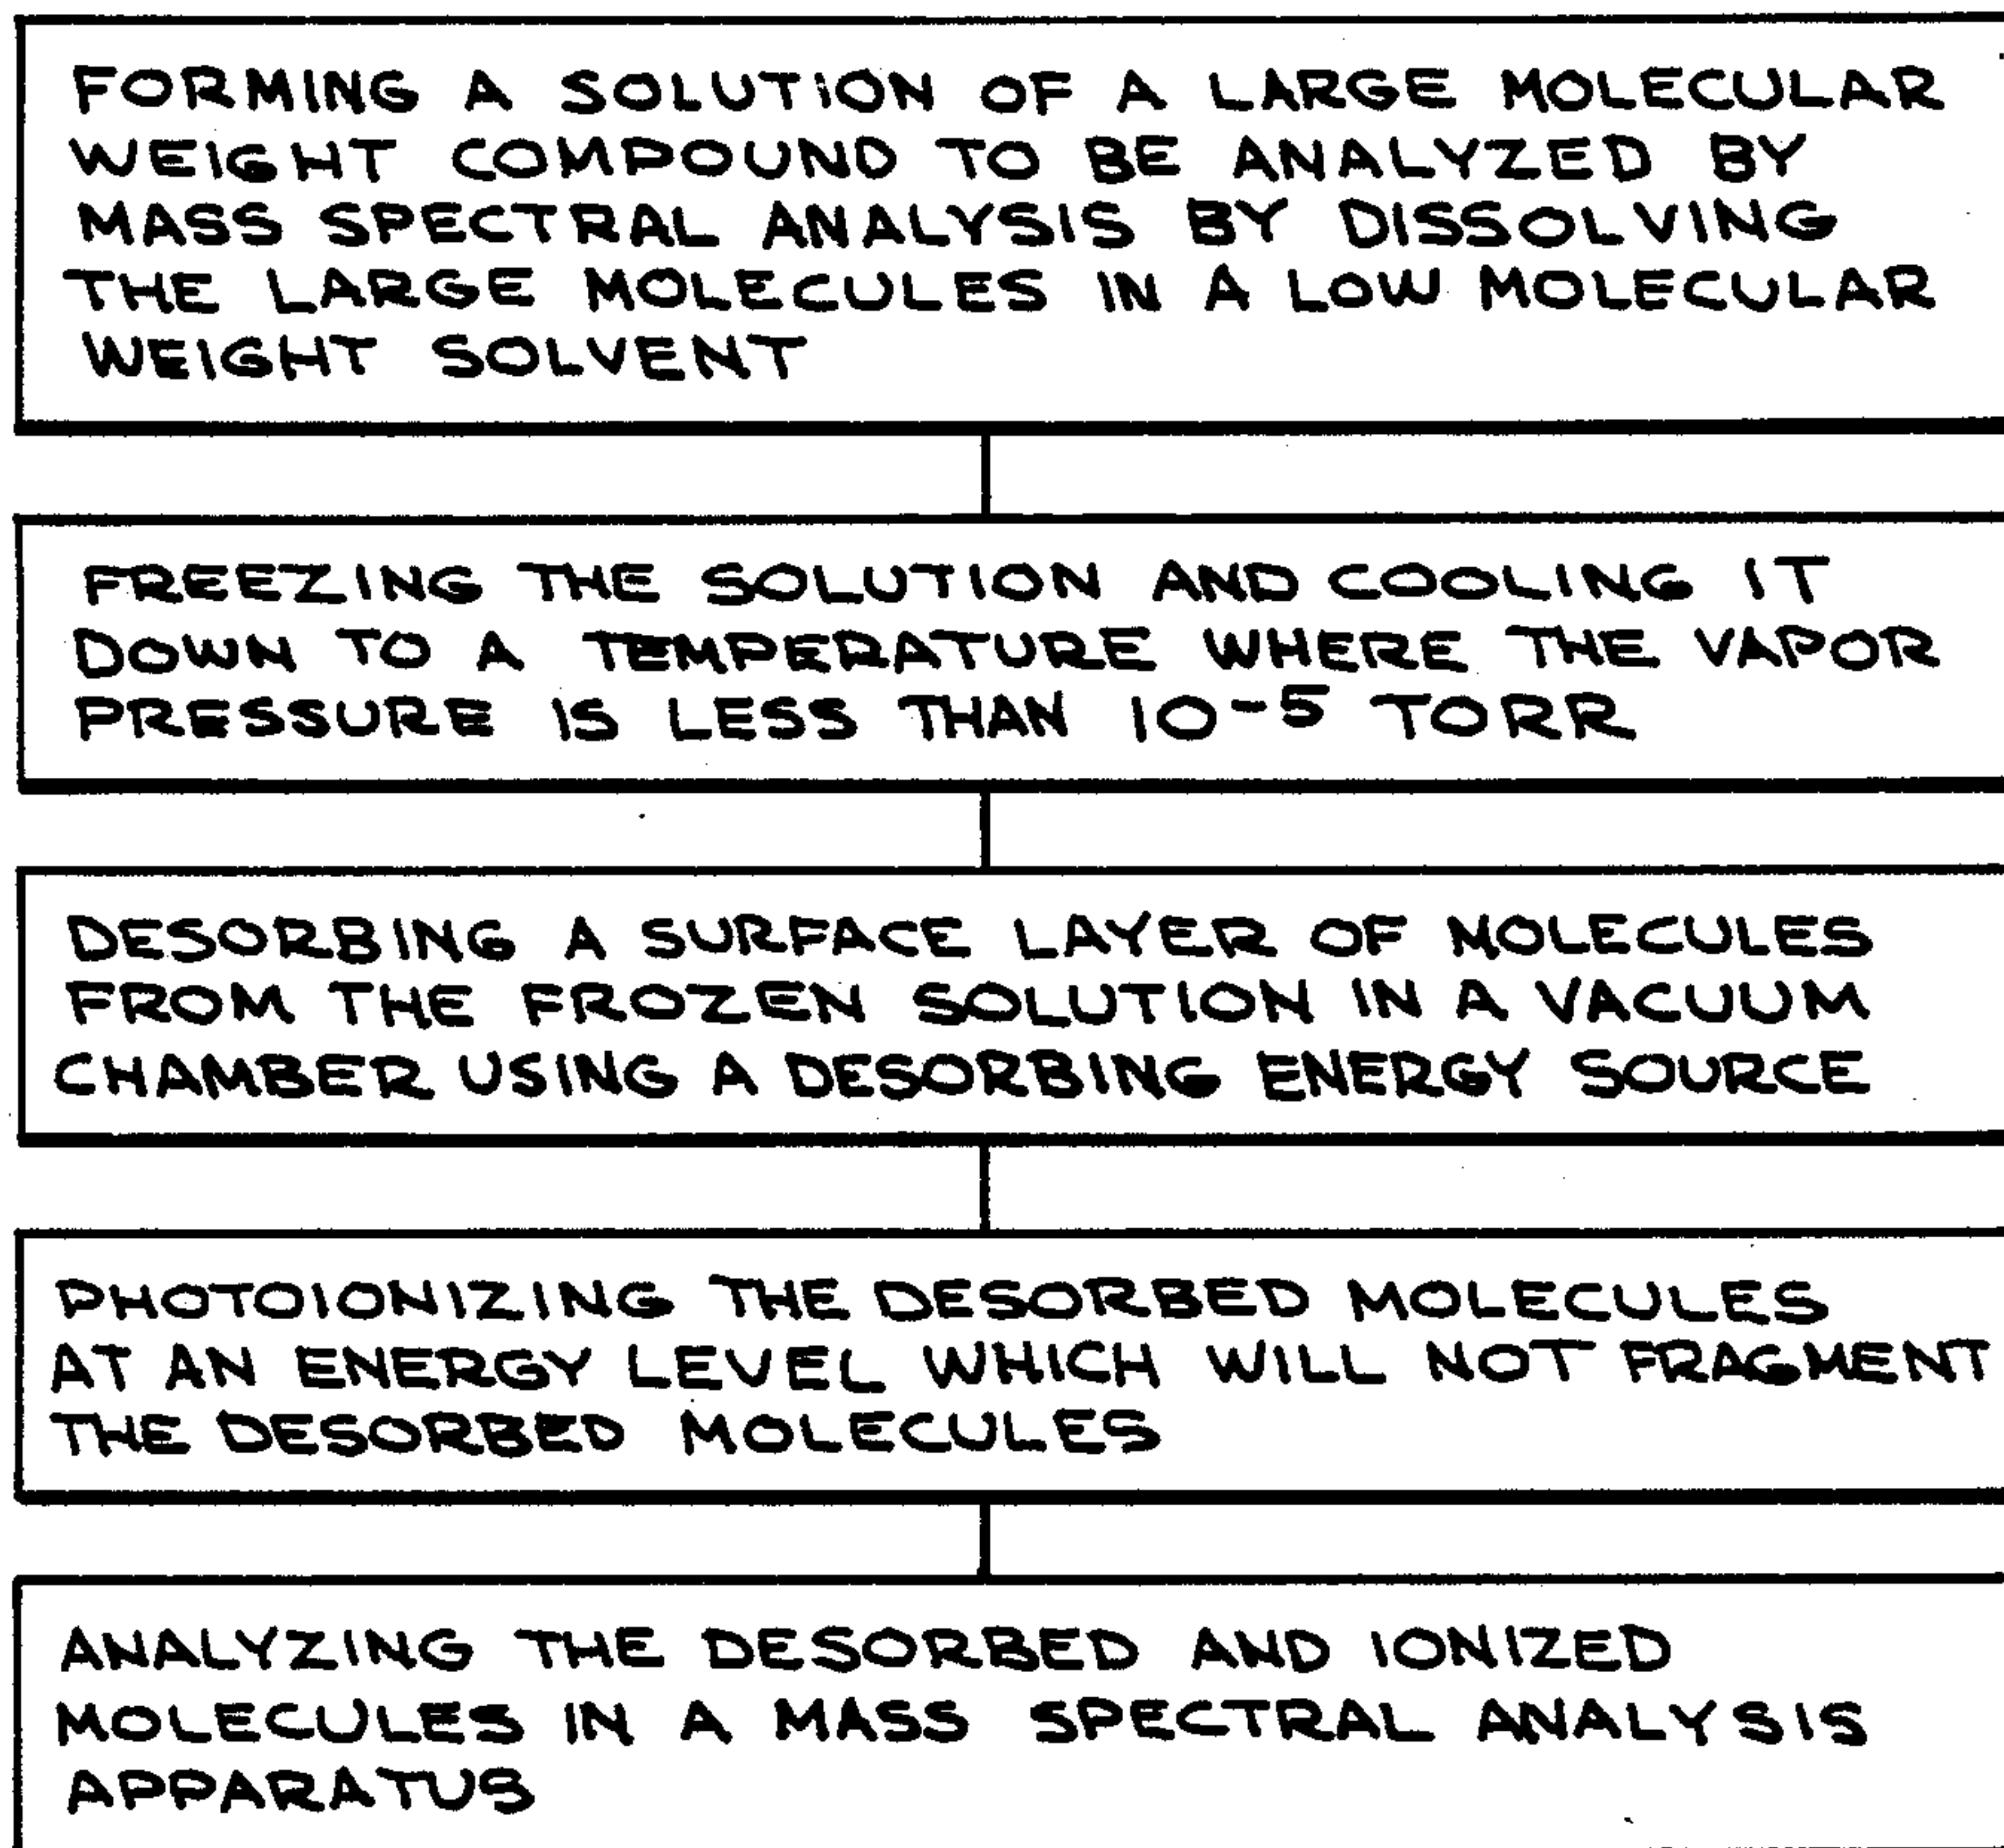 FORMING A SOLUTION OF A LARGE MOLECULAR
WEIGHT COMPOUND TO BE ANALYZED BY
MASS SPECTRAL ANALYSIS BY DISSOLVING
THE LARGE MOLECULES IN A LOW MOLECULAR
WEIGHT SOLVENT
FREEZING THE SOLUTION AND COOLING IT
DOWN TO A TEMPERATURE WHERE THE VAPOR
PRESSURE IS LESS THAN 10-5 TORR
DESORBING A SURFACE LAYER OF MOLECULES
FROM THE FROZEN SOLUTION IN A VACUUM
CHAMBER USING A DESORBING ENERGY SOURCE
PHOTOIONIZING THE DESORBED MOLECULES
AT AN ENERGY LEVEL WHICH WILL NOT FRAGMENT
THE DESORBED MOLECULES
ANALYZING THE DESORBED AND IONIZED
MOLECULES IN A MASS SPECTRAL ANALYSIS
APPARATUS